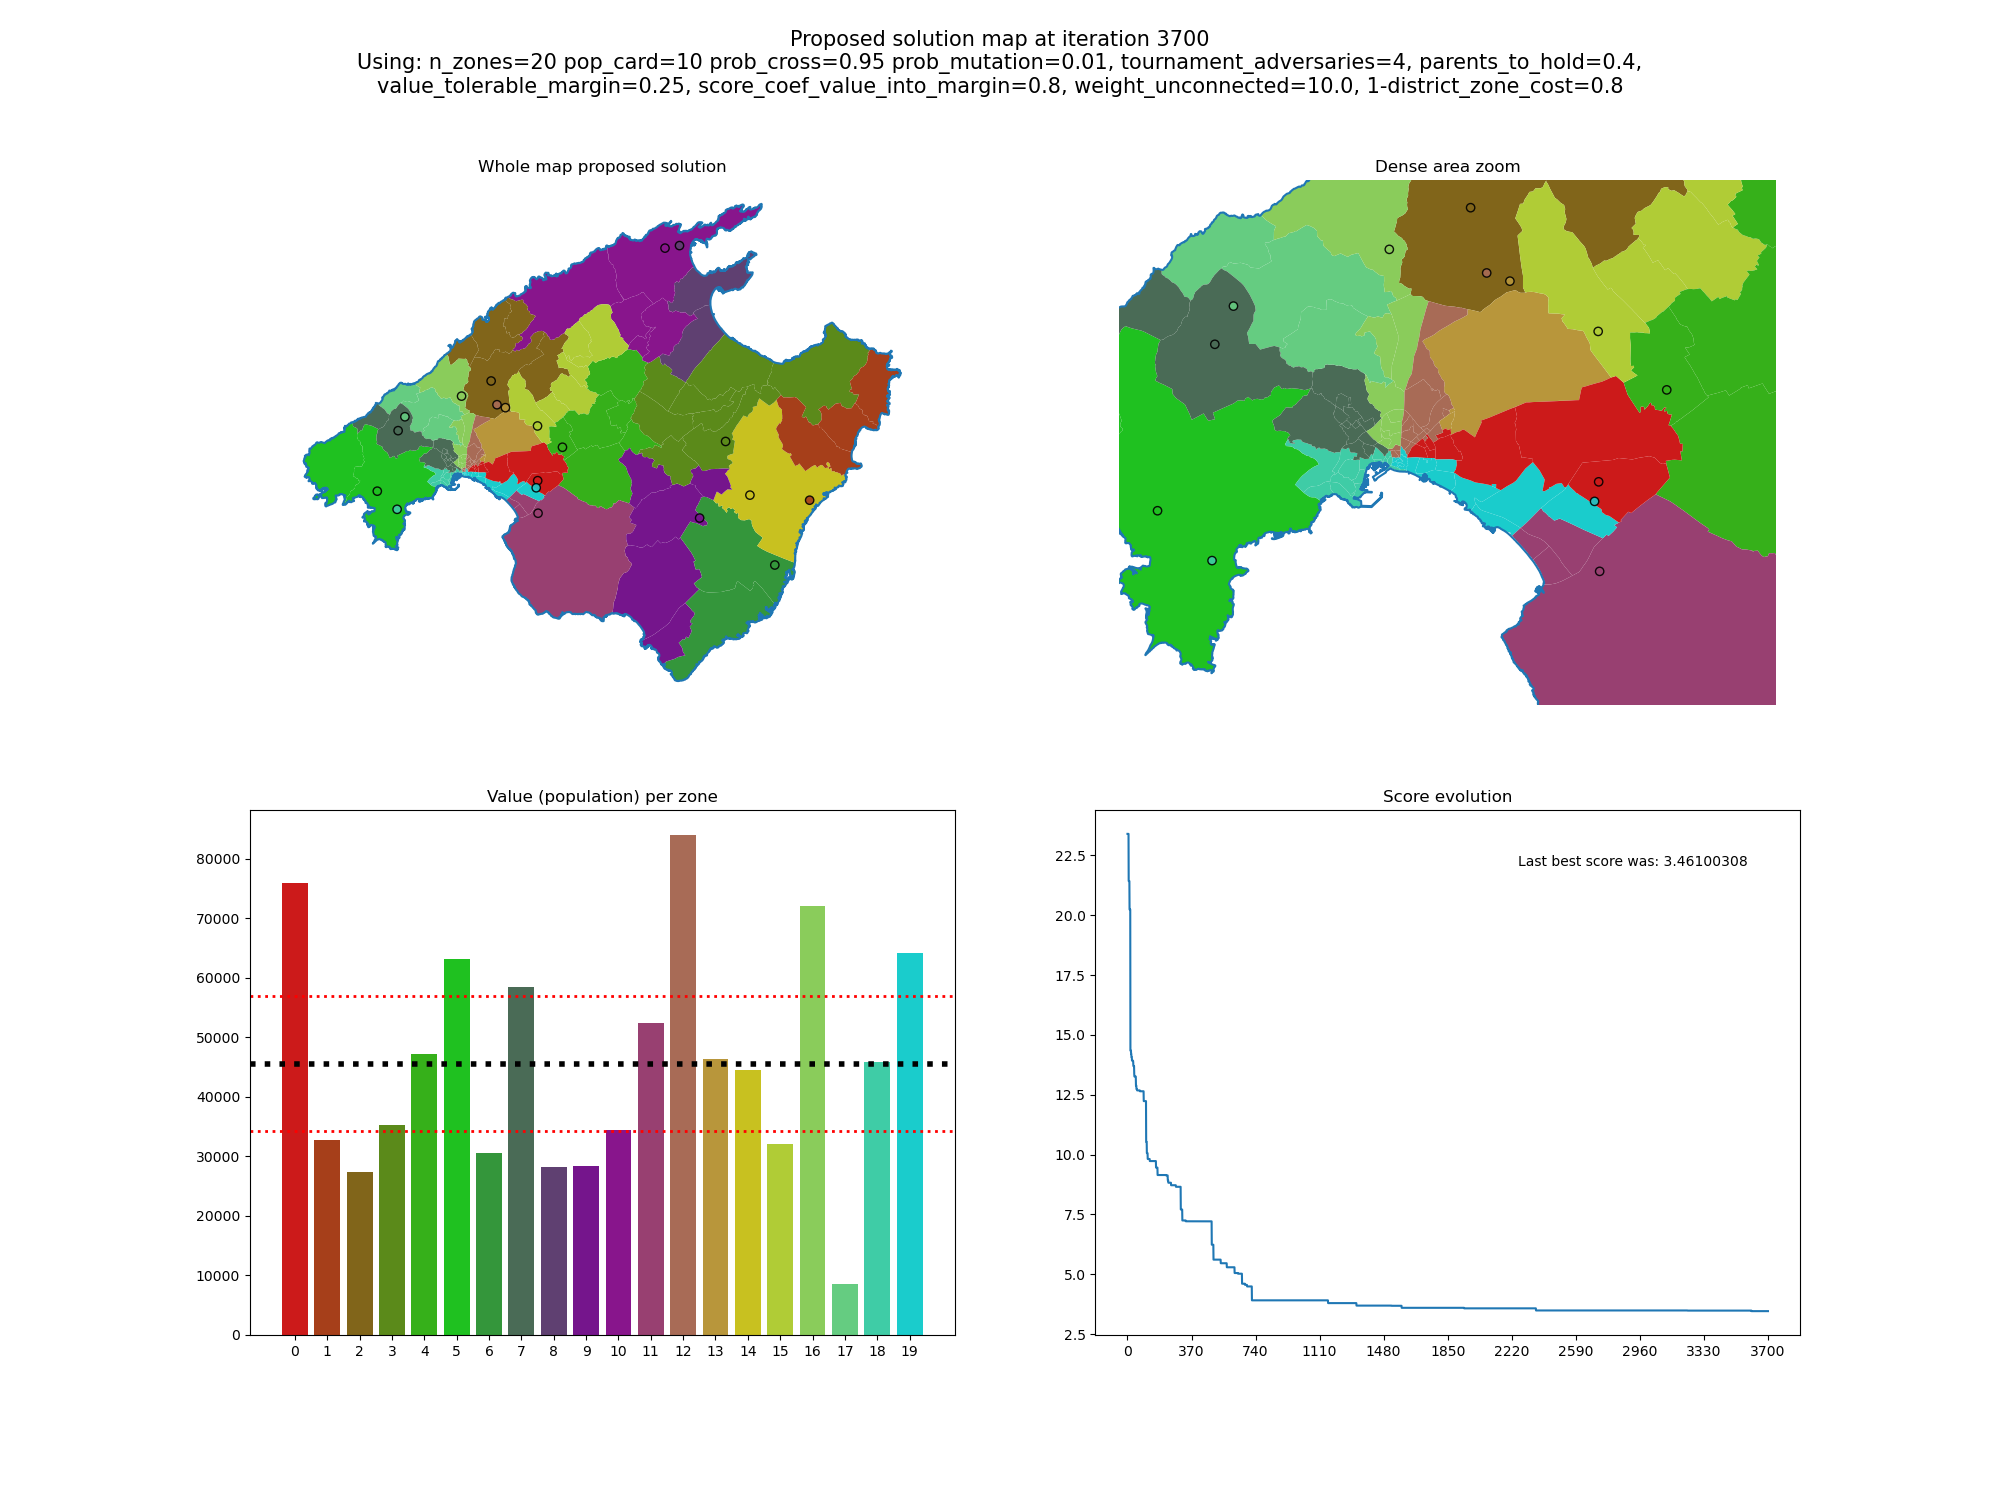 Proposed solution map at iteration 3700
Using: n_zones=20 pop_card=10 prob_cross=0.95 prob_mutation=0.01, tournament_adversaries=4, parents_to_hold=0.4,
value_tolerable_margin=0.25, score_coef_value_into_margin=0.8, weight_unconnected=10.0, 1-district_zone_cost=0.8
Whole map proposed solution
Dense area zoom
Value (population) per zone
80000
70000
60000
50000
40000
30000
20000
10000
0
0 1 2 3 4 5 6 7 8 9 10 11 12 13 14 15 16 17 18 19
Score evolution
Last best score was: 3.46100308
22.5
20.0
17.5
15.0
12.5
10.0
7.5
5.0
2.5
0 370 740 1110 1480 1850 2220 2590 2960 3330 3700